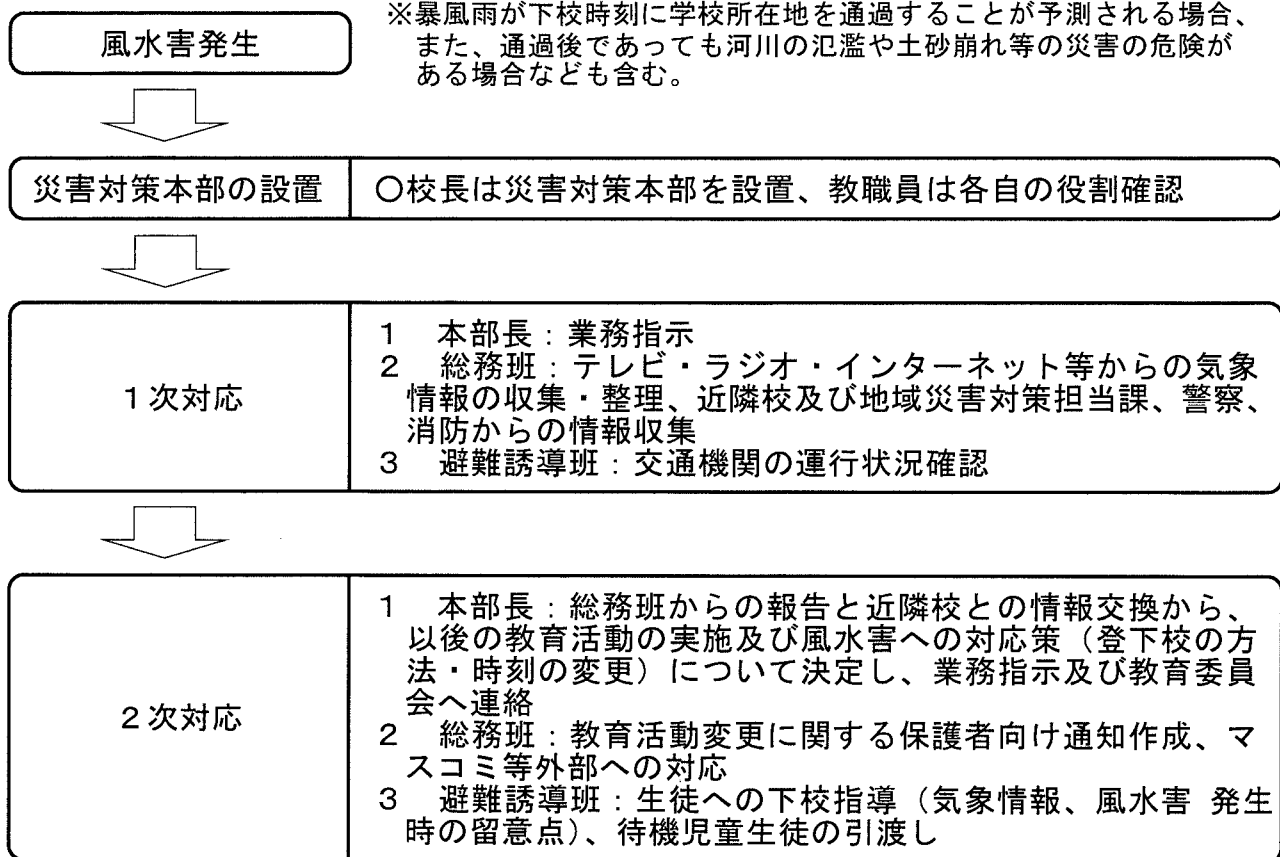 ※暴風雨が下校時刻に学校所在地を通過することが予測される場合、
また、通過後であっても河川の氾濫や土砂崩れ等の災害の危険が
ある場合なども含む。
風水害発生
災害対策本部の設置
○校長は災害対策本部を設置、教職員は各自の役割確認
1次対応
1 本部長：業務指示
2 総務班：テレビ・ラジオ・インターネット等からの気象
情報の収集・整理、近隣校及び地域災害対策担当課、警察、
消防からの情報収集
3 避難誘導班：交通機関の運行状況確認
2次対応
1 本部長：総務班からの報告と近隣校との情報交換から、
以後の教育活動の実施及び風水害への対応策（登下校の方
法・時刻の変更）について決定し、業務指示及び教育委員
会へ連絡
2 総務班：教育活動変更に関する保護者向け通知作成、マ
スコミ等外部への対応
3 避難誘導班：生徒への下校指導（気象情報、風水害 発生
時の留意点）、待機児童生徒の引渡し